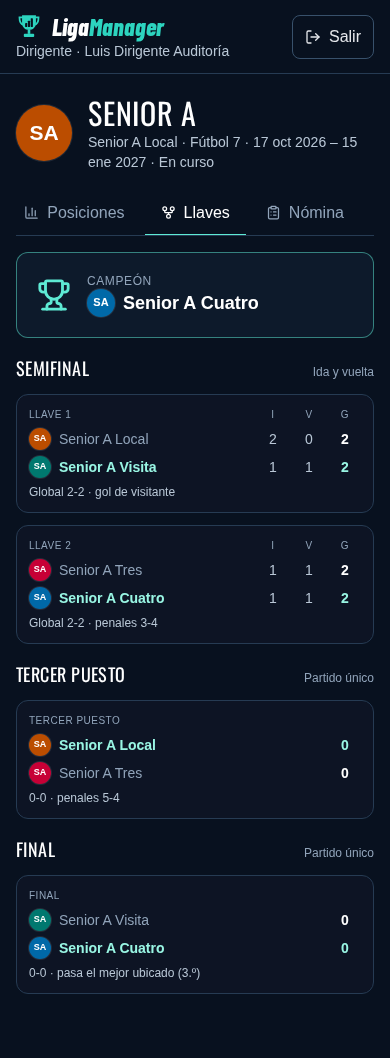 LigaManager
Dirigente · Luis Dirigente Auditoría
Salir
SA
SENIOR A
Senior A Local · Fútbol 7 · 17 oct 2026 – 15
ene 2027 · En curso
Posiciones
Llaves
Nómina
CAMPEÓN
SA Senior A Cuatro
SEMIFINAL
Ida y vuelta
LLAVE 1 I V G
SA Senior A Local 2 0 2
SA Senior A Visita 1 1 2
Global 2-2 · gol de visitante
LLAVE 2 I V G
SA Senior A Tres 1 1 2
SA Senior A Cuatro 1 1 2
Global 2-2 · penales 3-4
TERCER PUESTO
Partido único
TERCER PUESTO
SA Senior A Local 0
SA Senior A Tres 0
0-0 · penales 5-4
FINAL
Partido único
FINAL
SA Senior A Visita 0
SA Senior A Cuatro 0
0-0 · pasa el mejor ubicado (3.º)